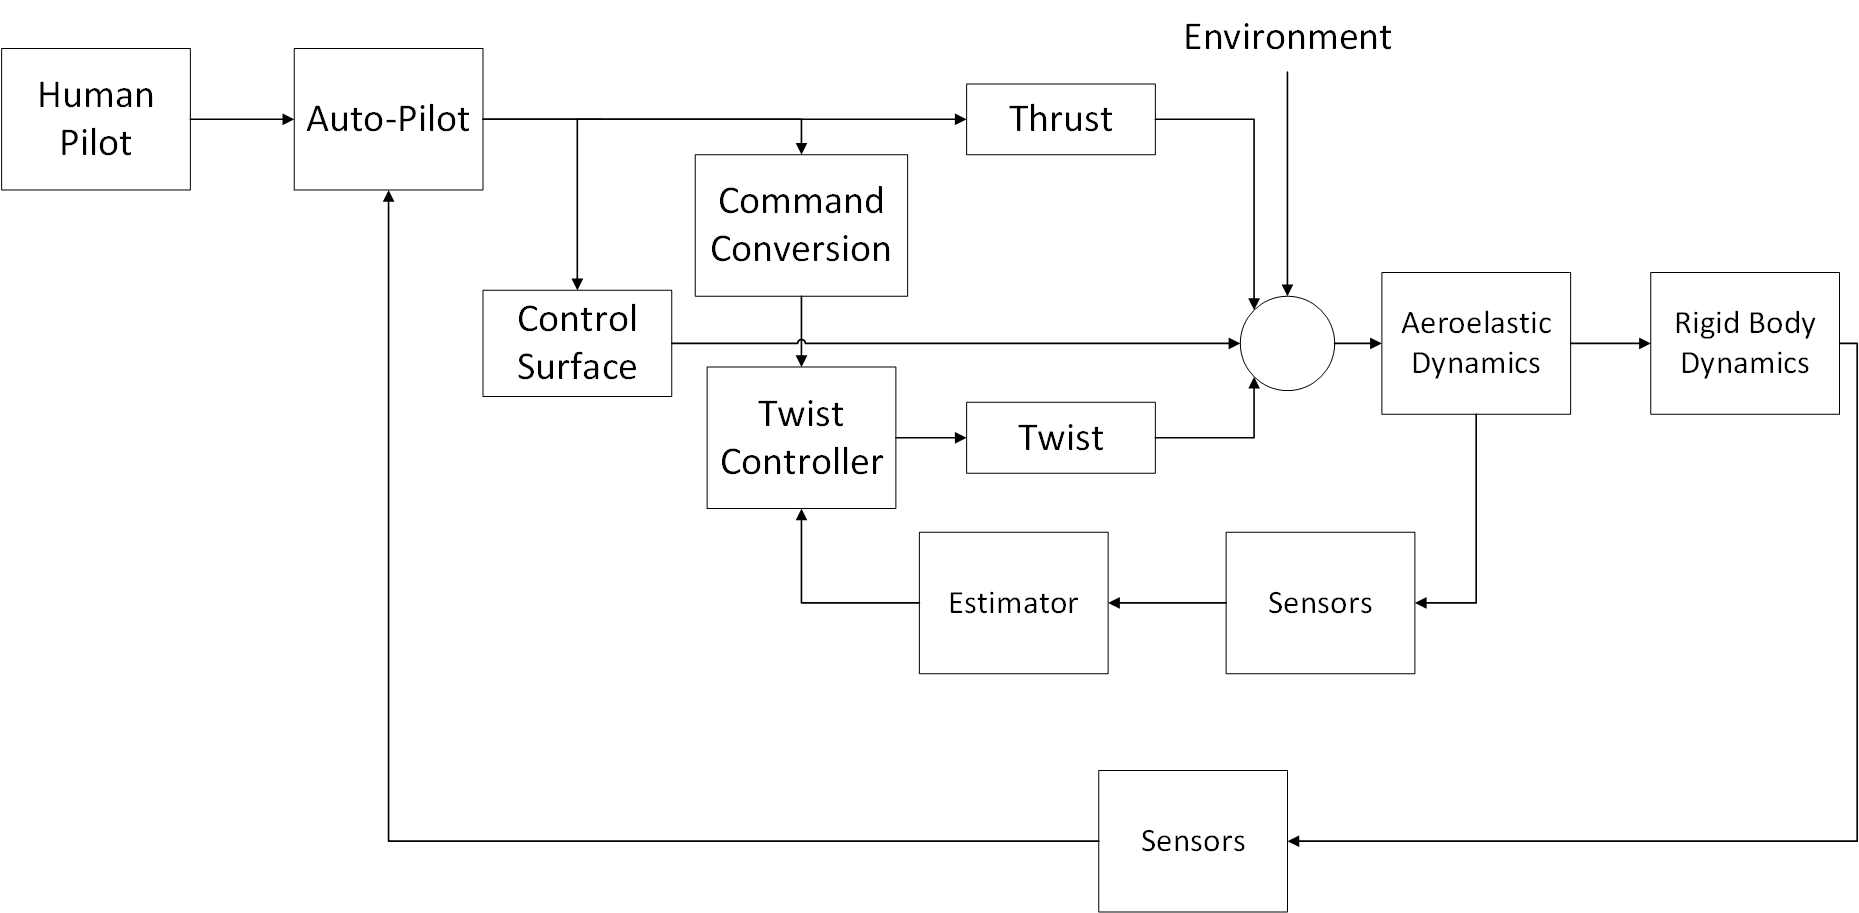 Environment
Human
Pilot
Auto-Pilot
Thrust
Command
Conversion
Control
Surface
Aeroelastic
Dynamics
Rigid Body
Dynamics
Twist
Controller
Twist
Estimator
Sensors
Sensors